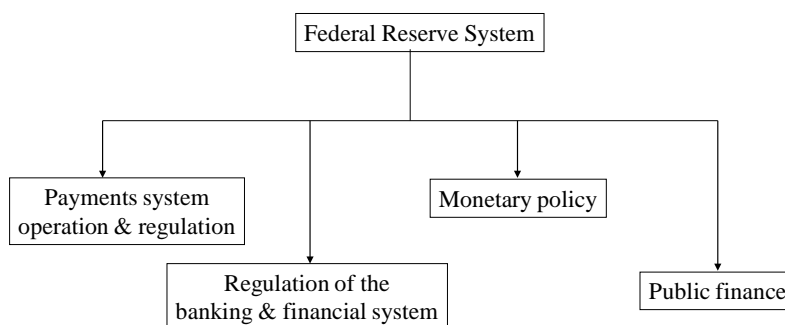 Federal Reserve System
Payments system
operation & regulation
Monetary policy
Regulation of the
banking & financial system
Public finance